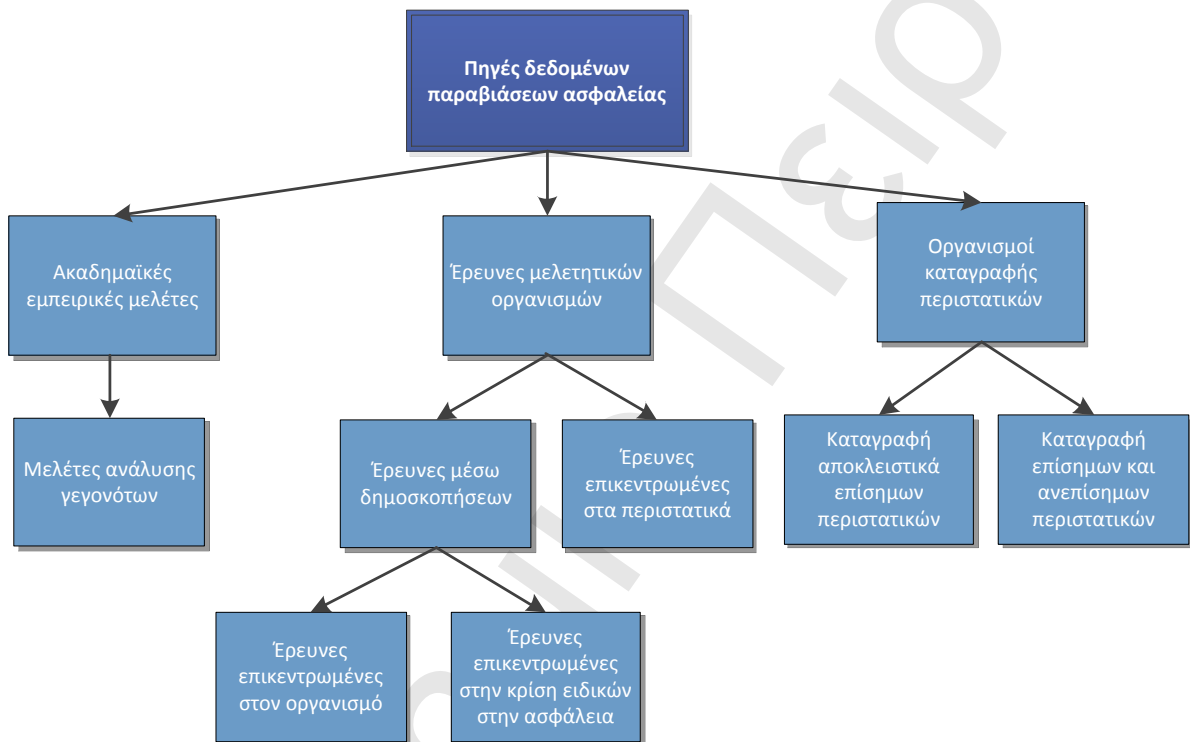 Πηγές δεδομένων
παραβιάσεων ασφαλείας
Ακαδημαϊκές
εμπειρικές μελέτες
Έρευνες μελετητικών
οργανισμών
Οργανισμοί
καταγραφής
περιστατικών
Μελέτες ανάλυσης
γεγονότων
Έρευνες μέσω
δημοσκοπήσεων
Έρευνες
επικεντρωμένες
στα περιστατικά
Καταγραφή
αποκλειστικά
επίσημων
περιστατικών
Καταγραφή
επίσημων και
ανεπίσημων
περιστατικών
Έρευνες
επικεντρωμένες
στον οργανισμό
Έρευνες
επικεντρωμένες
στην κρίση ειδικών
στην ασφάλεια